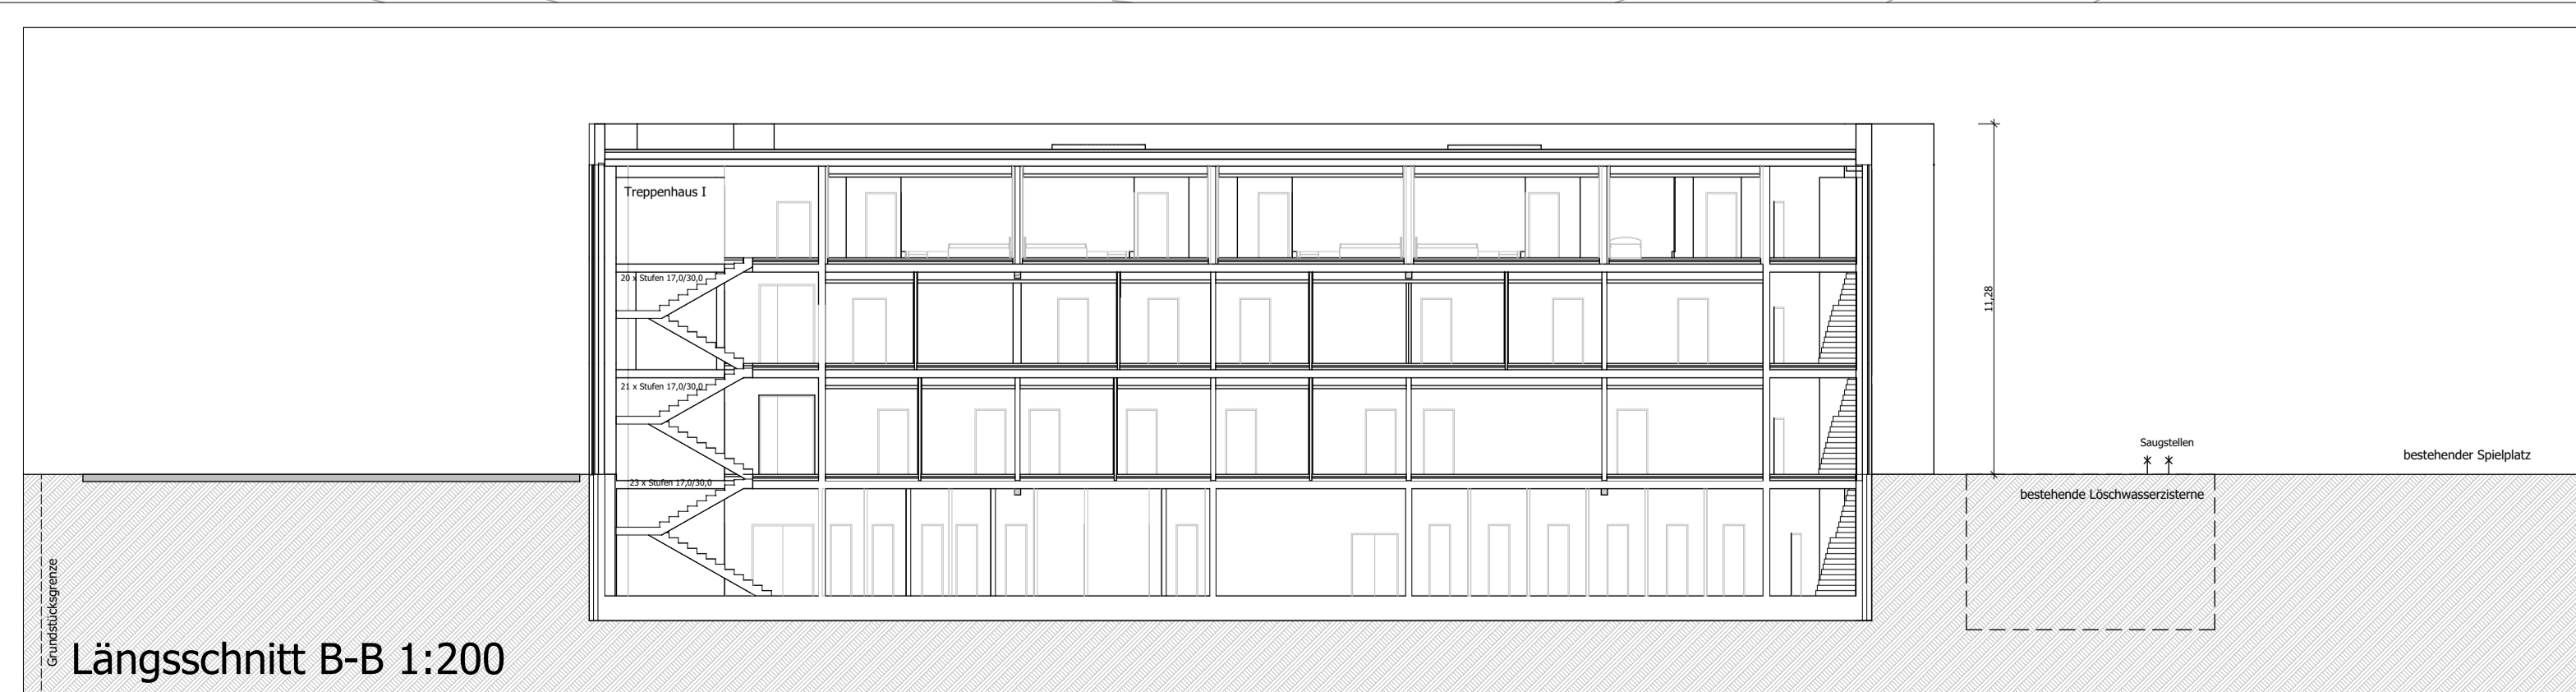 Treppenhaus I
20 x Stufen 17,0/30,0
11,28
21 x Stufen 17,0/30,0
Saugstellen
bestehender Spielplatz
23 x Stufen 17,0/30,0
bestehende Löschwasserzisterne
Grundstücksgrenze
Längsschnitt B-B 1:200